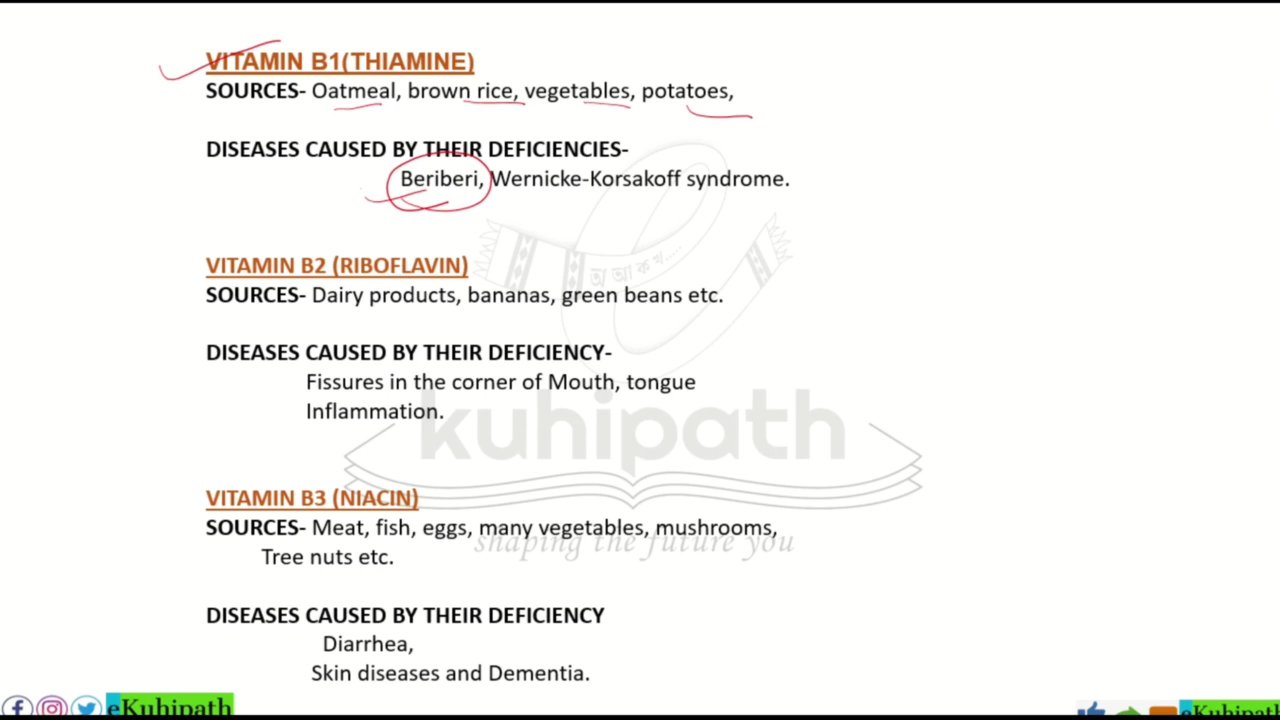 VITAMIN B1(THIAMINE)
SOURCES- Oatmeal, brown rice, vegetables, potatoes,
DISEASES CAUSED BY THEIR DEFICIENCIES-
Beriberi, Wernicke-Korsakoff syndrome.
অ আ ক খ....
VITAMIN B2 (RIBOFLAVIN)
SOURCES- Dairy products, bananas, green beans etc.
DISEASES CAUSED BY THEIR DEFICIENCY-
Fissures in the corner of Mouth, tongue
Inflammation.
kuhipath
VITAMIN B3 (NIACIN)
SOURCES- Meat, fish, eggs, many vegetables, mushrooms,
shaping the future you
Tree nuts etc.
DISEASES CAUSED BY THEIR DEFICIENCY
Diarrhea,
Skin diseases and Dementia.
eKuhipath
eKuhipath